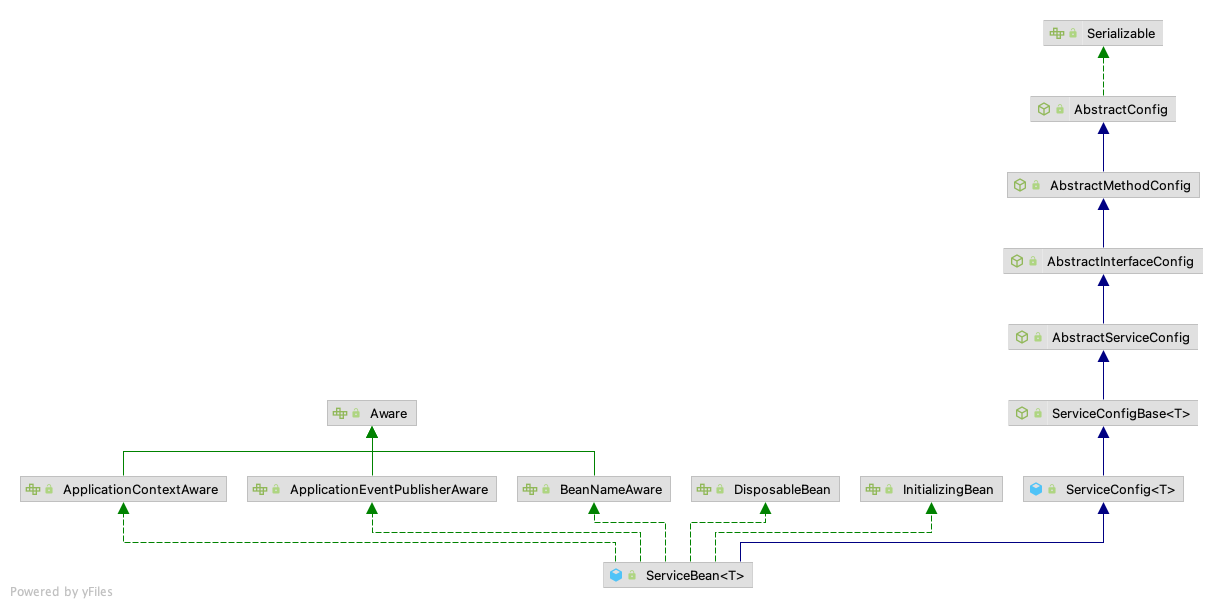 Serializable
AbstractConfig
AbstractMethodConfig
AbstractInterfaceConfig
AbstractServiceConfig
Aware
ServiceConfigBase<T>
ApplicationContextAware
ApplicationEventPublisherAware
BeanNameAware
DisposableBean
InitializingBean
ServiceConfig<T>
ServiceBean<T>
Powered by yFiles